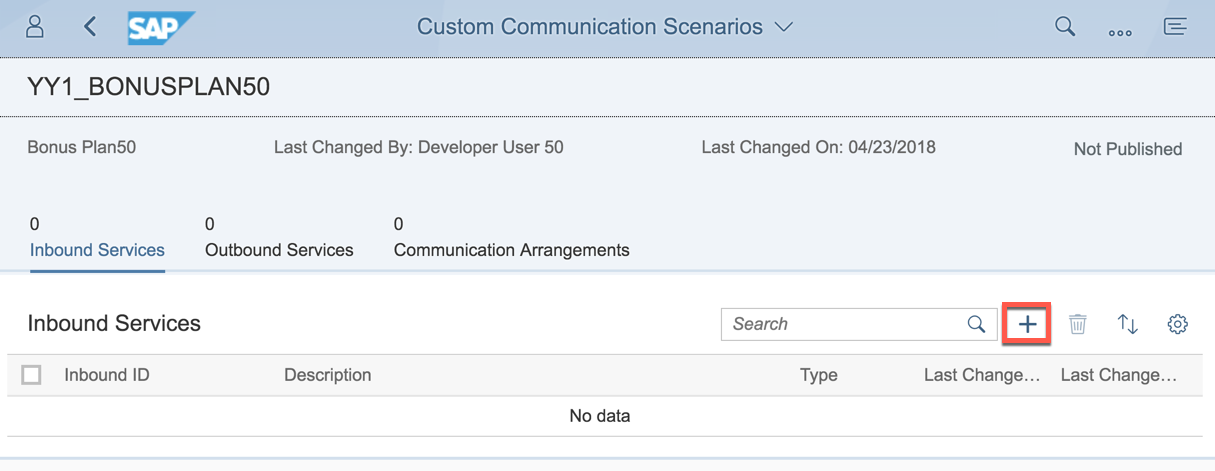 SAP Custom Communication Scenarios
YY1_BONUSPLAN50
Bonus Plan50 Last Changed By: Developer User 50 Last Changed On: 04/23/2018 Not Published
0 0 0
Inbound Services Outbound Services Communication Arrangements
Inbound Services Search
Inbound ID Description Type Last Change... Last Change...
No data